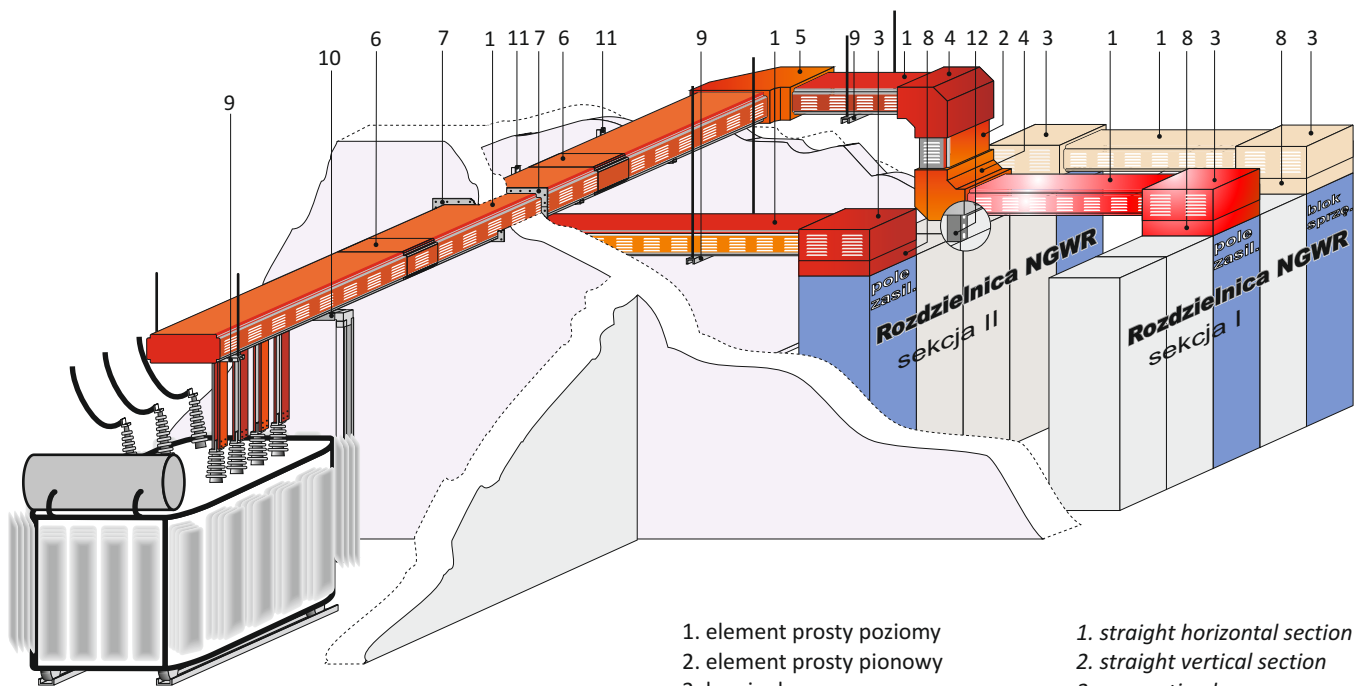 6 7 1 11 7 6 11 9 1 5 9 3 1 8 4 12 2 4 3 1 1 8 3 8 3
10
9
pole
zasil.
Rozdzielnica NGWR
sekcja II
pole
zasil.
Rozdzielnica NGWR
sekcja I
blok
sprzę.
1. element prosty poziomy
2. element prosty pionowy
1. straight horizontal section
2. straight vertical section